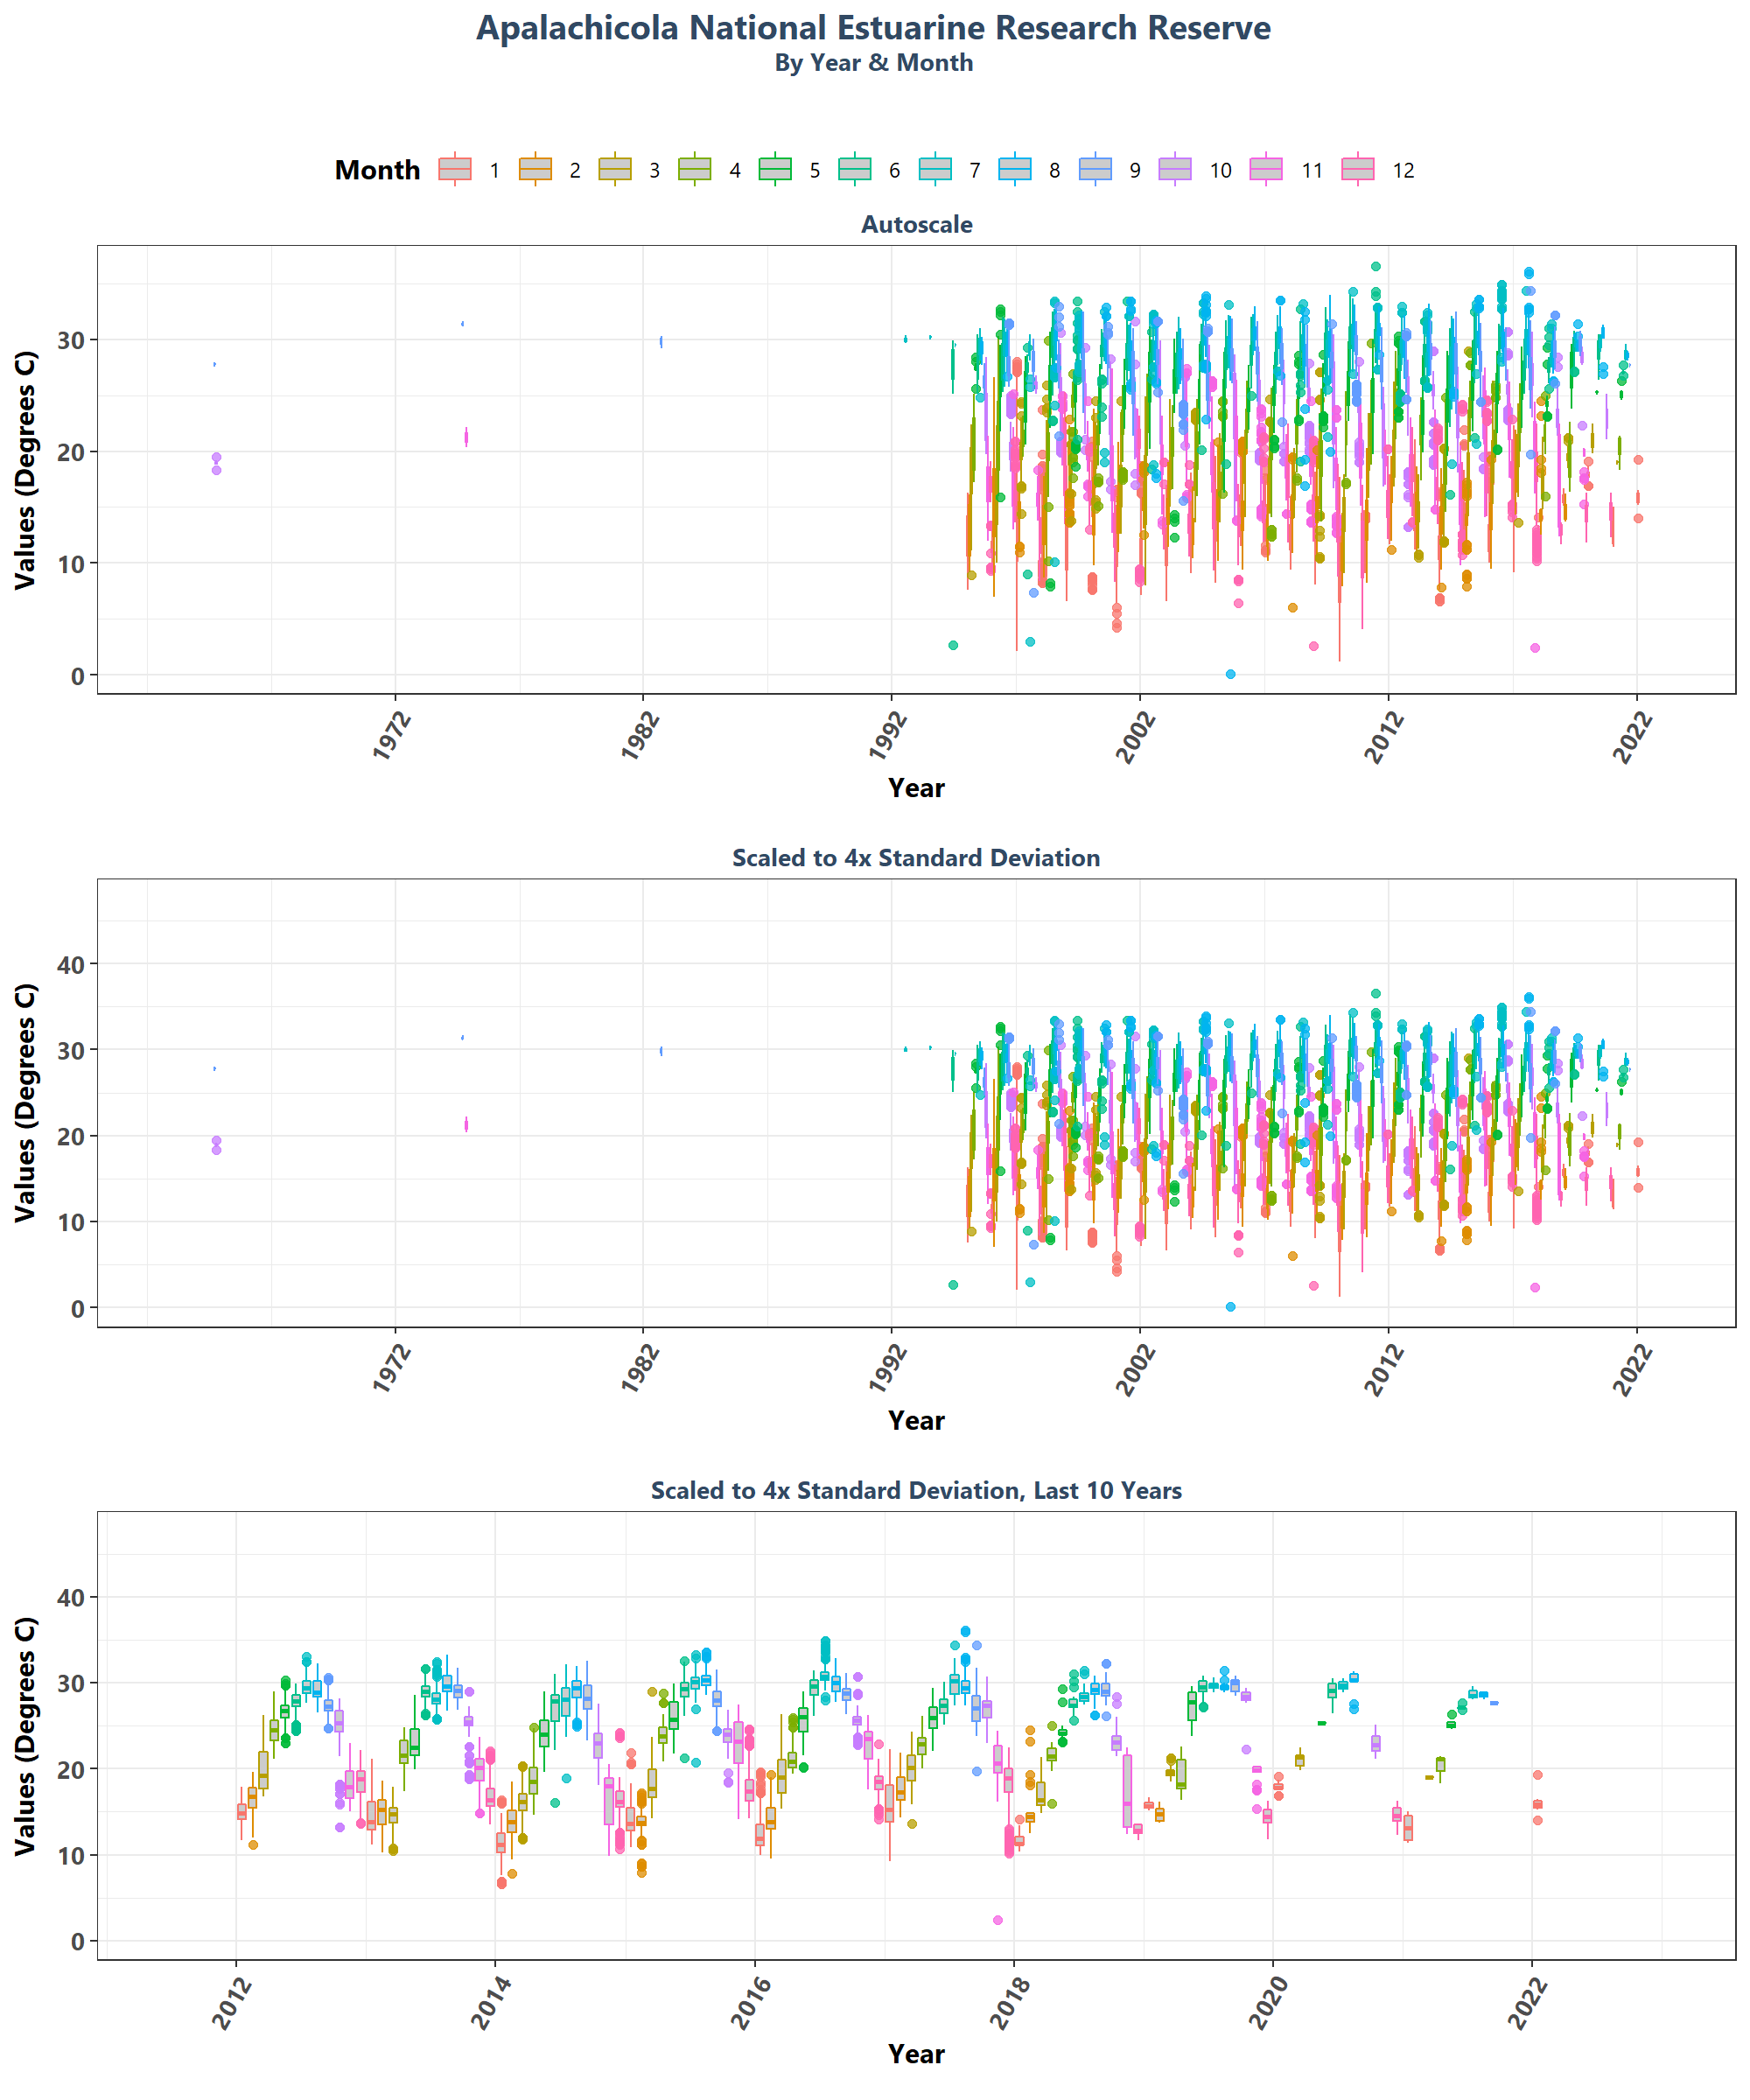 Apalachicola National Estuarine Research Reserve
By Year & Month
Month 1 2 3 4 5 6 7 8 9 10 11 12
Autoscale
Values (Degrees C)
30
20
10
0
1972 1982 1992 2002 2012 2022
Year
Scaled to 4x Standard Deviation
Values (Degrees C)
40
30
20
10
0
1972 1982 1992 2002 2012 2022
Year
Scaled to 4x Standard Deviation, Last 10 Years
Values (Degrees C)
40
30
20
10
0
2012 2014 2016 2018 2020 2022
Year